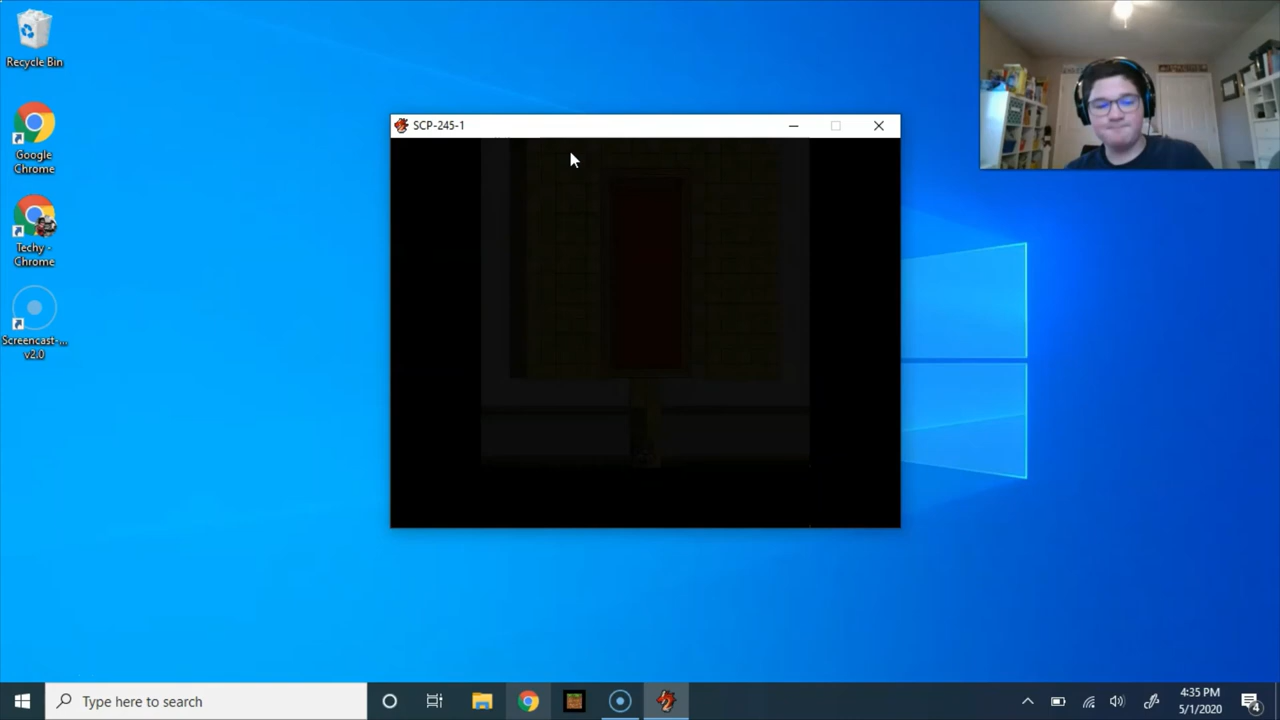 Recycle Bin
Google
Chrome
Techy -
Chrome
Screencast-...
v2.0
SCP-245-1
Type here to search
4:35 PM
5/1/2020
4